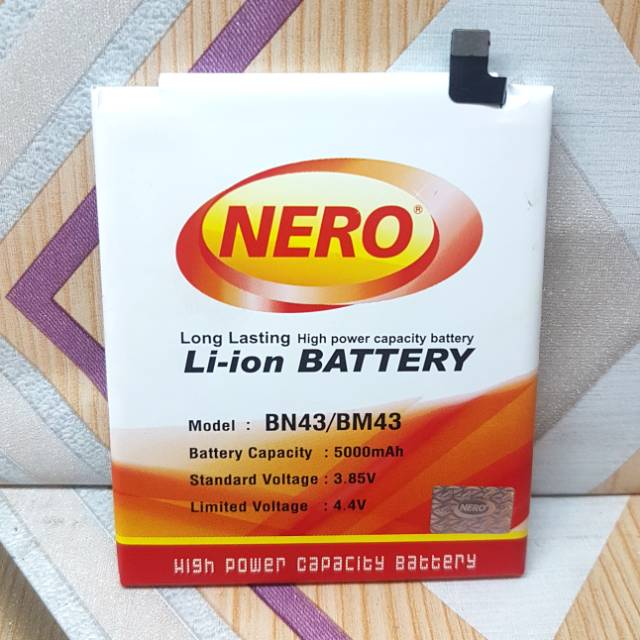 NERO®
Long Lasting High power capacity battery
Li-ion BATTERY
Model : BN43/BM43
Battery Capacity : 5000mAh
Standard Voltage : 3.85V
Limited Voltage : 4.4V
NERO
High Power Capacity Battery